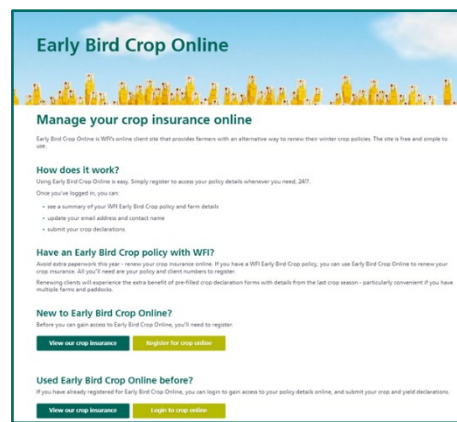 Early Bird Crop Online
Manage your crop insurance online
Early Bird Crop Online is WFI's online client site that provides farmers with an alternative way to renew their winter crop policies. The site is free and simple to
use.
How does it work?
Using Early Bird Crop Online is easy. Simply register to access your policy details whenever you need, 24/7.
Once you've logged in, you can:
• see a summary of your WFI Early Bird Crop policy and farm details
• update your email address and contact name
• submit your crop declarations
Have an Early Bird Crop policy with WFI?
Avoid extra paperwork this year - renew your crop insurance online. If you have a WFI Early Bird Crop policy, you can use Early Bird Crop Online to renew your
crop insurance. All you'll need are your policy and client numbers to register.
Renewing clients will experience the extra benefit of pre-filled crop declaration forms with details from the last crop season - particularly convenient if you have
multiple farms and paddocks.
New to Early Bird Crop Online?
Before you can gain access to Early Bird Crop Online, you'll need to register.
View our crop insurance Register for crop online
Used Early Bird Crop Online before?
If you have already registered for Early Bird Crop Online, you can login to gain access to your policy details online, and submit your crop and yield declarations.
View our crop insurance Login to crop online